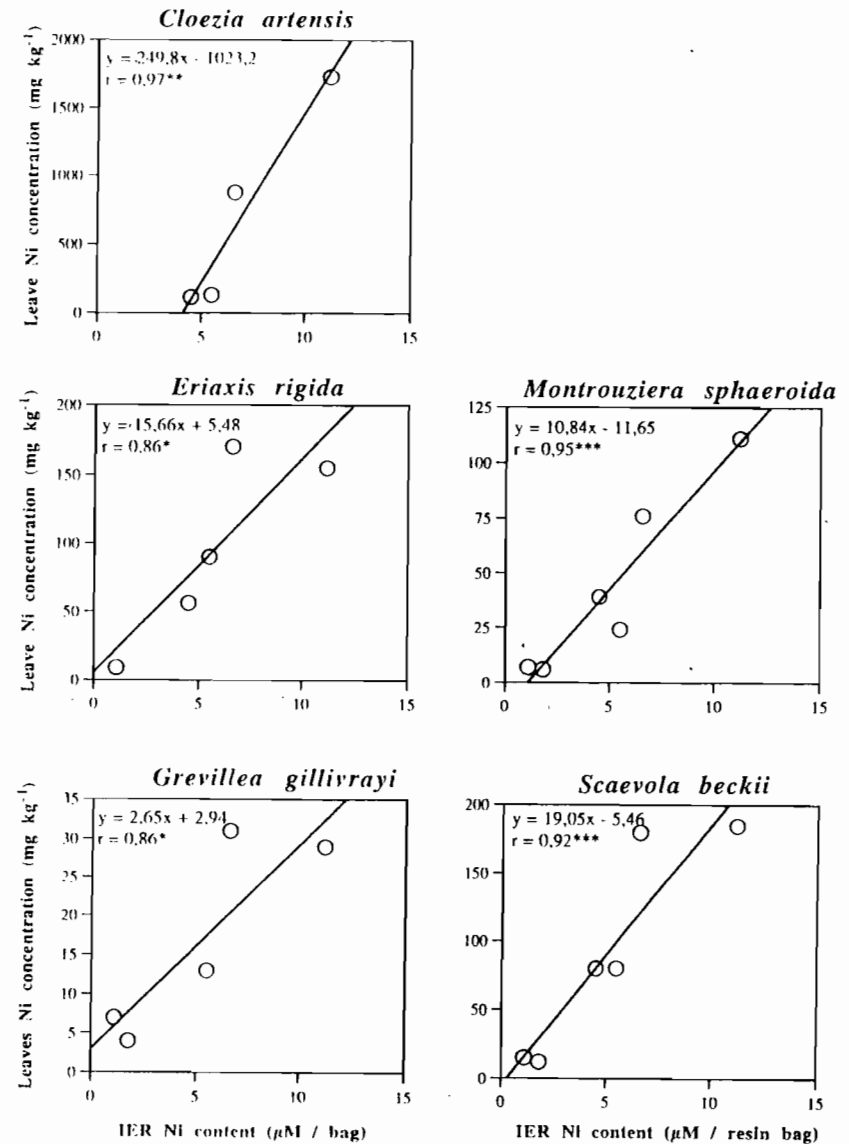 Cloezia artensis
Leave Ni concentration (mg kg-1)
2000
1500
1000
500
0
y = 249,8x - 1023,2
r = 0,97**
0 5 10 15
Eriaxis rigida
Leave Ni concentration (mg kg-1)
200
150
100
50
0
y = 15,66x + 5,48
r = 0,86*
0 5 10 15
Montrouziera sphaeroida
125
100
75
50
25
0
y = 10,84x - 11,65
r = 0,95***
0 5 10 15
Grevillea gillivrayi
Leaves Ni concentration (mg kg-1)
35
30
25
20
15
10
5
0
y = 2,65x + 2,94
r = 0,86*
0 5 10 15
IER Ni content (µM / bag)
Scaevola beckii
200
150
100
50
0
y = 19,05x - 5,46
r = 0,92***
0 5 10 15
IER Ni content (µM / resin bag)